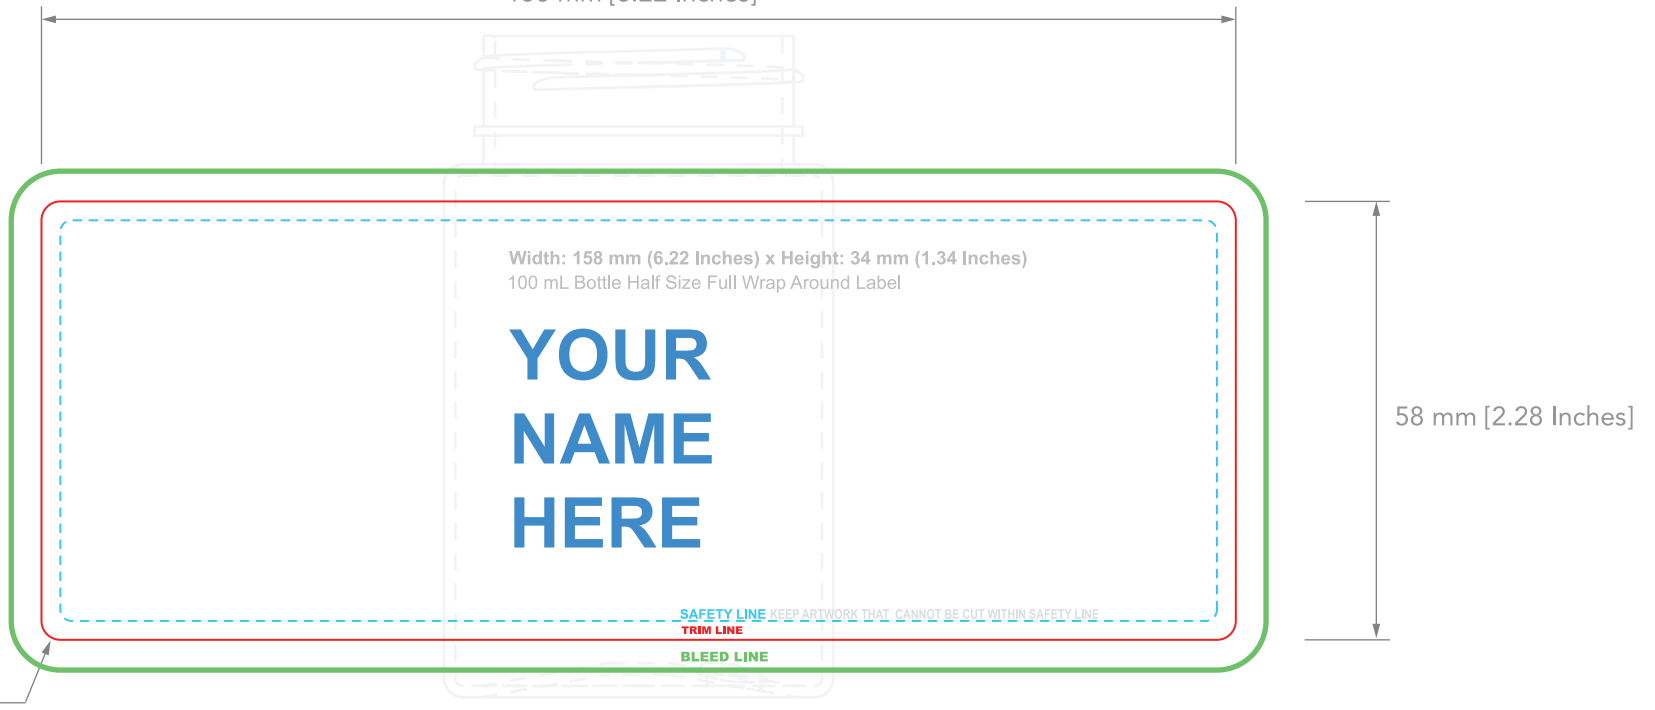 Width: 158 mm (6.22 Inches) x Height: 34 mm (1.34 Inches)
100 mL Bottle Half Size Full Wrap Around Label
YOUR
NAME
HERE
58 mm [2.28 Inches]
SAFETY LINE KEEP ARTWORK THAT CANNOT BE CUT WITHIN SAFETY LINE
TRIM LINE
BLEED LINE